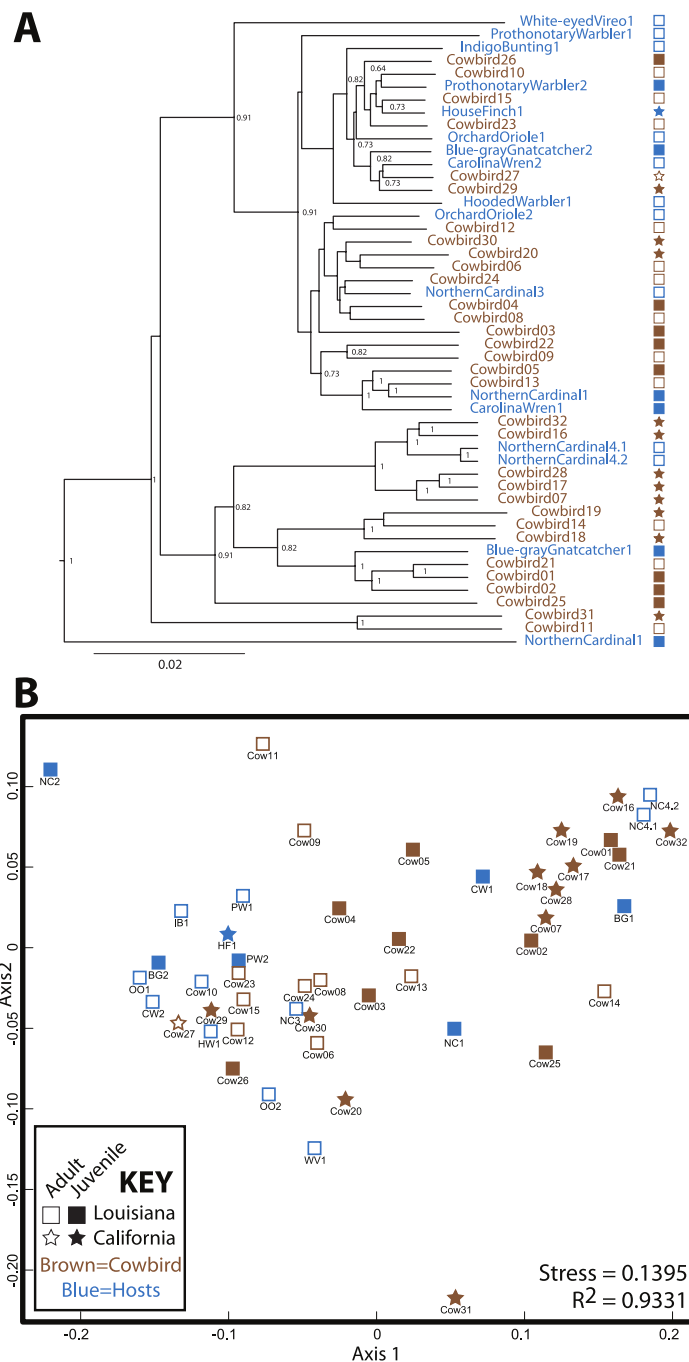 A
White-eyedVireo1
ProthonotaryWarbler1
IndigoBunting1
Cowbird26
0.64
Cowbird10
0.82
ProthonotaryWarbler2
Cowbird15
0.73
HouseFinch1
0.91
Cowbird23
OrchardOriole1
0.73
Blue-grayGnatcatcher2
0.82
CarolinaWren2
Cowbird27
0.73
Cowbird29
HoodedWarbler1
0.91
OrchardOriole2
Cowbird12
Cowbird30
Cowbird20
Cowbird06
Cowbird24
NorthernCardinal3
Cowbird04
Cowbird08
Cowbird03
Cowbird22
0.82
Cowbird09
0.73
Cowbird05
1
Cowbird13
1
NorthernCardinal1
CarolinaWren1
Cowbird32
1
Cowbird16
1
NorthernCardinal4.1
1
NorthernCardinal4.2
1
Cowbird28
1
Cowbird17
1
Cowbird07
0.82
Cowbird19
1
Cowbird14
Cowbird18
0.91
0.82
Blue-grayGnatcatcher1
1
Cowbird21
1
Cowbird01
1
Cowbird02
Cowbird25
1
Cowbird31
1
Cowbird11
NorthernCardinal1
0.02
B
Axis2
0.10
0.05
0
-0.05
-0.10
-0.15
-0.20
Cow11
NC2
Cow16
NC4.2
NC4.1
Cow09
Cow19
Cow32
Cow01
Cow05
Cow21
CW1
Cow18
Cow17
Cow28
PW1
IB1
Cow04
BG1
Cow07
HF1
Cow22
Cow02
BG2
PW2
OO1
Cow10
Cow23
Cow24
Cow08
Cow13
Cow14
CW2
Cow15
Cow03
Cow27
Cow29
NC3
Cow30
HW1
Cow12
NC1
Cow06
Cow26
Cow25
OO2
Cow20
WV1
Cow31
Adult
Juvenile
KEY
Louisiana
California
Brown=Cowbird
Blue=Hosts
Stress = 0.1395
R2 = 0.9331
-0.2
-0.1
0
0.1
0.2
Axis 1